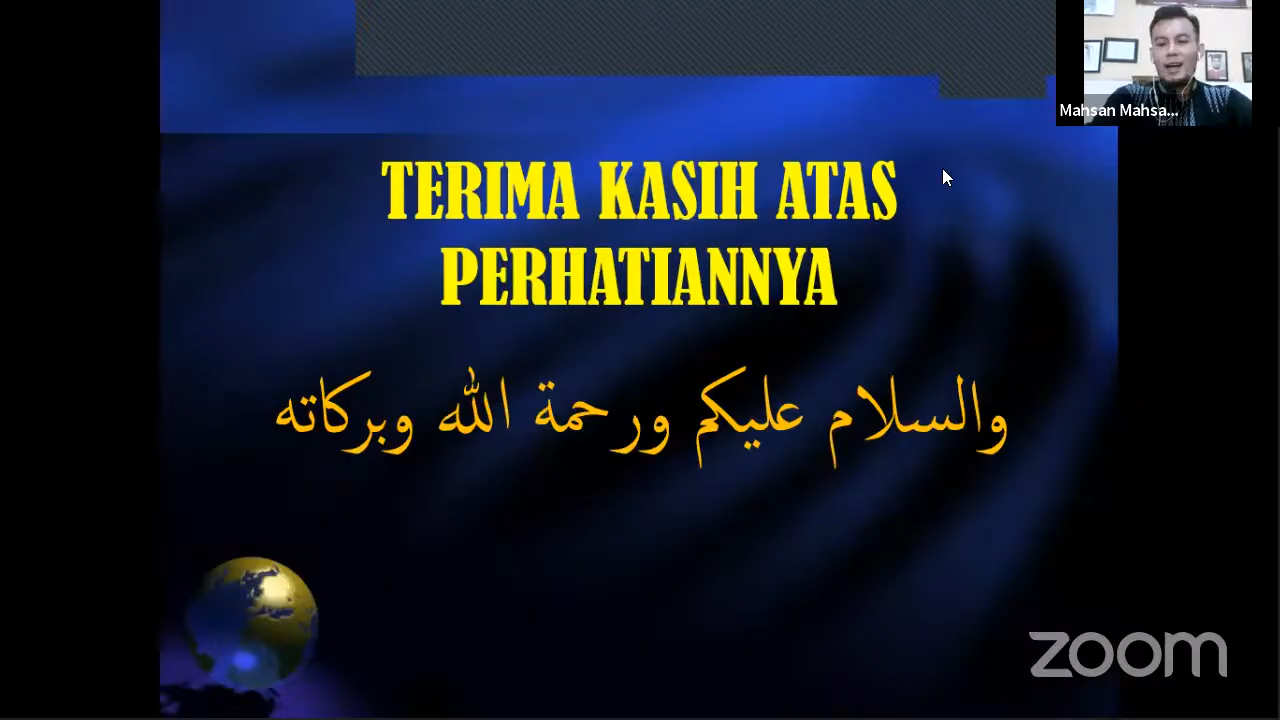 Mahsan Mahsa...
TERIMA KASIH ATAS
PERHATIANNYA
والسلام عليكم ورحمة الله وبركاته
zoom